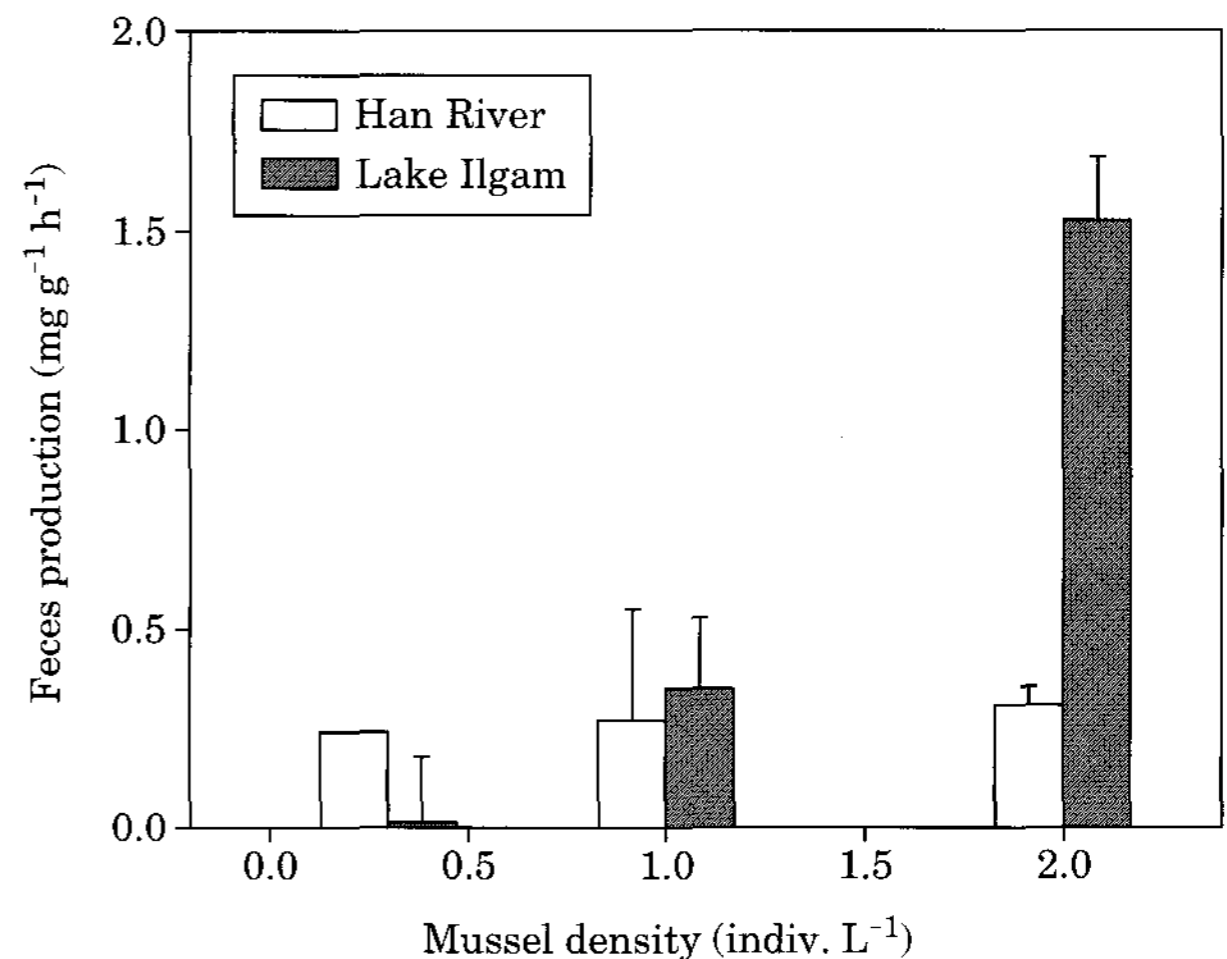 2.0
Han River
Lake Ilgam
1.5
1.0
0.5
0.0
Feces production (mg g⁻¹ h⁻¹)
0.0 0.5 1.0 1.5 2.0
Mussel density (indiv. L⁻¹)